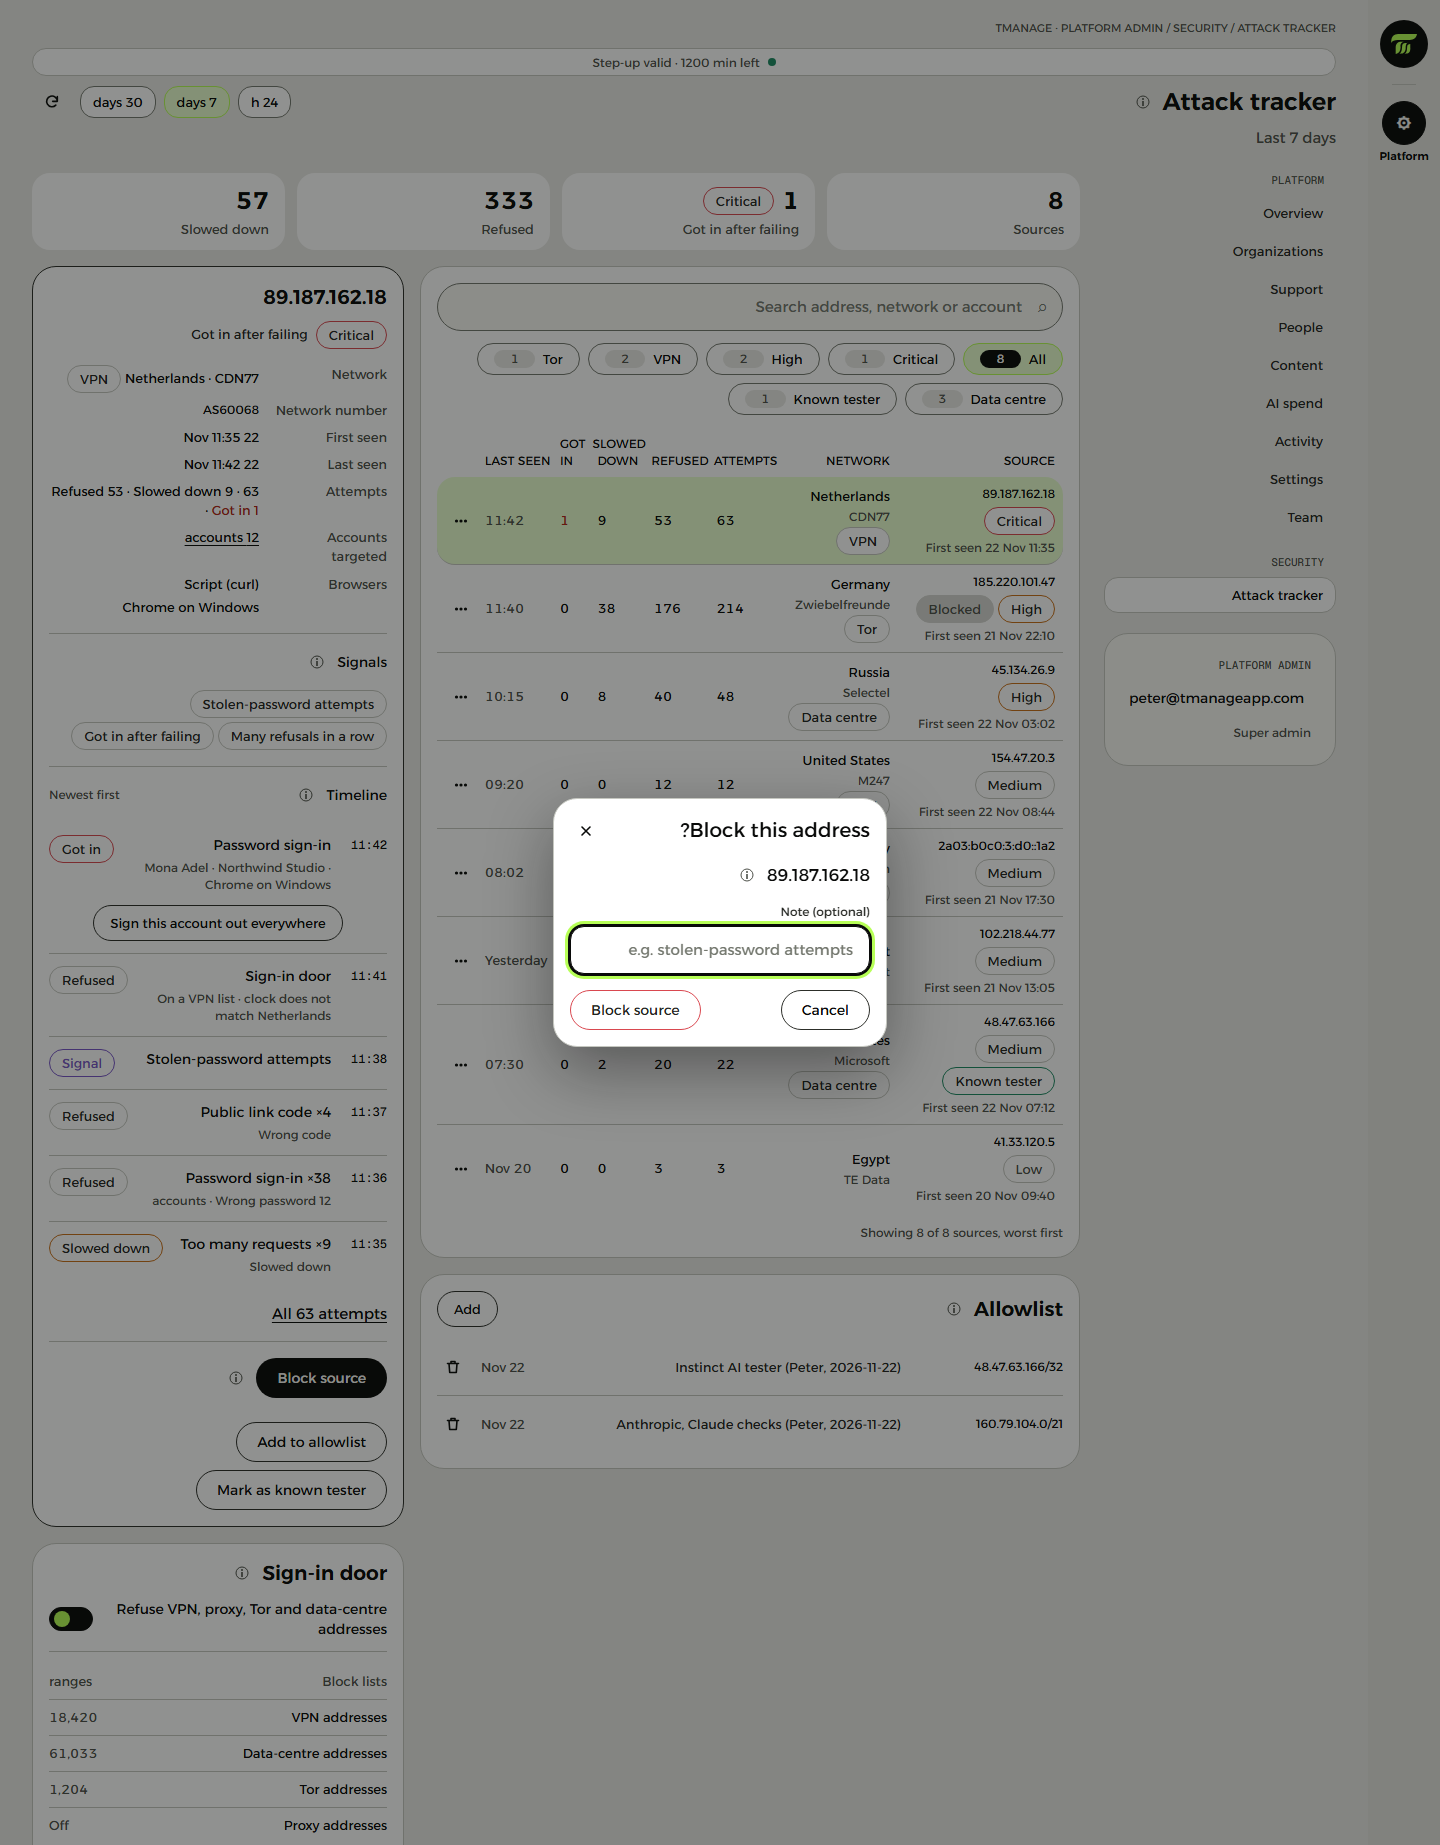 TMANAGE · PLATFORM ADMIN / SECURITY / ATTACK TRACKER
Step-up valid · 1200 min left
Attack tracker
days 30
days 7
h 24
Last 7 days
Platform
8
Sources
1 Critical
Got in after failing
333
Refused
57
Slowed down
PLATFORM
Overview
Organizations
Support
People
Content
AI spend
Activity
Settings
Team
SECURITY
Attack tracker
PLATFORM ADMIN
peter@tmanageapp.com
Super admin
Search address, network or account
All 8
Critical 1
High 2
VPN 2
Tor 1
Data centre 3
Known tester 1
SOURCE NETWORK ATTEMPTS REFUSED SLOWED DOWN GOT IN LAST SEEN
89.187.162.18
Critical
First seen 22 Nov 11:35
Netherlands
CDN77
VPN
63 53 9 1 11:42
185.220.101.47
High Blocked
First seen 21 Nov 22:10
Germany
Zwiebelfreunde
Tor
214 176 38 0 11:40
45.134.26.9
High
First seen 22 Nov 03:02
Russia
Selectel
Data centre
48 40 8 0 10:15
154.47.20.3
Medium
First seen 22 Nov 08:44
United States
M247
12 12 0 0 09:20
2a03:b0c0:3:d0::1a2
Medium
First seen 21 Nov 17:30
08:02
102.218.44.77
Medium
First seen 21 Nov 13:05
Yesterday
48.47.63.166
Medium
Known tester
First seen 22 Nov 07:12
Microsoft
Data centre
22 20 2 0 07:30
41.33.120.5
Low
First seen 20 Nov 09:40
Egypt
TE Data
3 3 0 0 Nov 20
Showing 8 of 8 sources, worst first
Allowlist
Add
48.47.63.166/32 Instinct AI tester (Peter, 2026-11-22) Nov 22
160.79.104.0/21 Anthropic, Claude checks (Peter, 2026-11-22) Nov 22
89.187.162.18
Critical Got in after failing
Network Netherlands · CDN77 VPN
Network number AS60068
First seen Nov 11:35 22
Last seen Nov 11:42 22
Attempts Refused 53 · Slowed down 9 · 63
· Got in 1
Accounts targeted accounts 12
Browsers Script (curl)
Chrome on Windows
Signals
Stolen-password attempts
Many refusals in a row
Got in after failing
Timeline
Newest first
11:42 Password sign-in Got in
Mona Adel · Northwind Studio ·
Chrome on Windows
Sign this account out everywhere
11:41 Sign-in door Refused
On a VPN list · clock does not
match Netherlands
11:38 Stolen-password attempts Signal
11:37 Public link code ×4 Refused
Wrong code
11:36 Password sign-in ×38 Refused
accounts · Wrong password 12
11:35 Too many requests ×9 Slowed down
Slowed down
All 63 attempts
Block source
Add to allowlist
Mark as known tester
Sign-in door
Refuse VPN, proxy, Tor and data-centre
addresses
Block lists ranges
VPN addresses 18,420
Data-centre addresses 61,033
Tor addresses 1,204
Proxy addresses Off
?Block this address
89.187.162.18
Note (optional)
e.g. stolen-password attempts
Cancel
Block source